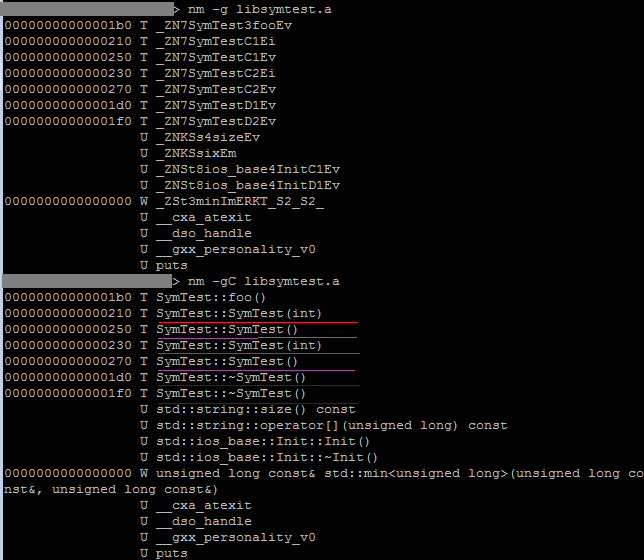 > nm -g libsymtest.a
00000000000001b0 T _ZN7SymTest3fooEv
0000000000000210 T _ZN7SymTestC1Ei
0000000000000250 T _ZN7SymTestC1Ev
0000000000000230 T _ZN7SymTestC2Ei
0000000000000270 T _ZN7SymTestC2Ev
00000000000001d0 T _ZN7SymTestD1Ev
00000000000001f0 T _ZN7SymTestD2Ev
U _ZNKSs4sizeEv
U _ZNKSsixEm
U _ZNSt8ios_base4InitC1Ev
U _ZNSt8ios_base4InitD1Ev
0000000000000000 W _ZSt3minImERKT_S2_S2_
U __cxa_atexit
U __dso_handle
U __gxx_personality_v0
U puts
> nm -gC libsymtest.a
00000000000001b0 T SymTest::foo()
0000000000000210 T SymTest::SymTest(int)
0000000000000250 T SymTest::SymTest()
0000000000000230 T SymTest::SymTest(int)
0000000000000270 T SymTest::SymTest()
00000000000001d0 T SymTest::~SymTest()
00000000000001f0 T SymTest::~SymTest()
U std::string::size() const
U std::string::operator[](unsigned long) const
U std::ios_base::Init::Init()
U std::ios_base::Init::~Init()
0000000000000000 W unsigned long const& std::min<unsigned long>(unsigned long co
nst&, unsigned long const&)
U __cxa_atexit
U __dso_handle
U __gxx_personality_v0
U puts